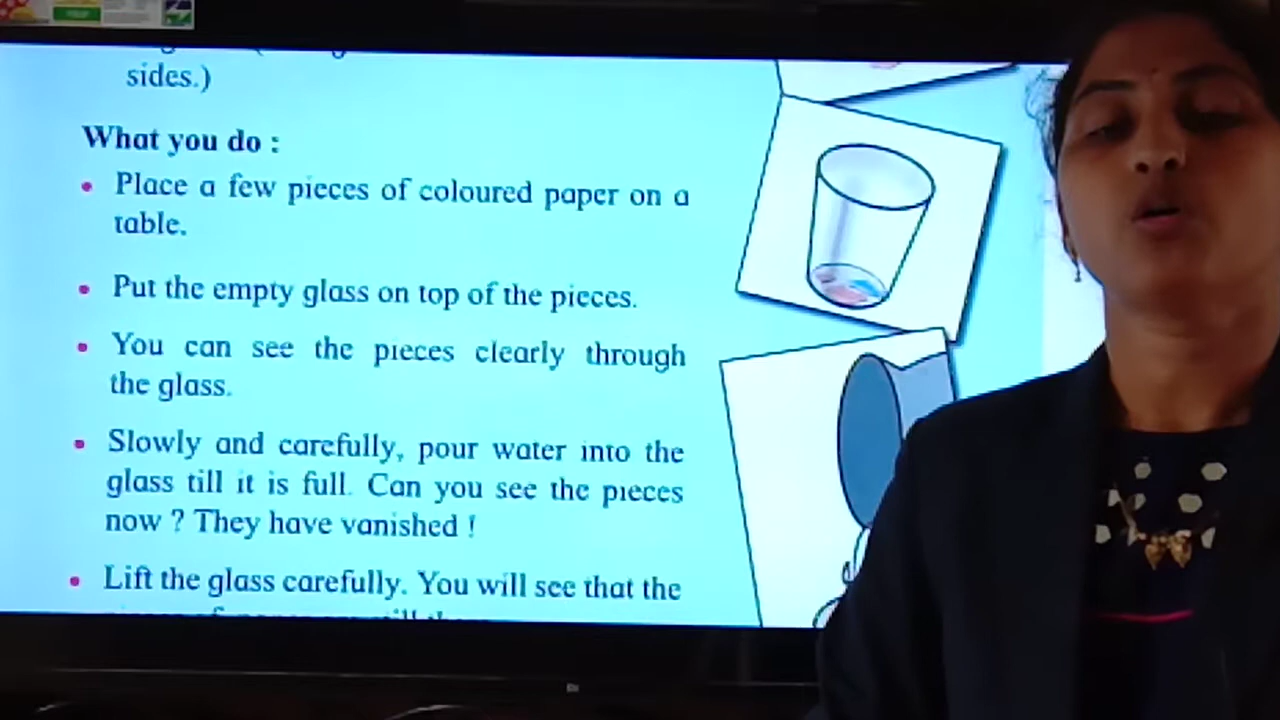 sides.)
What you do :
• Place a few pieces of coloured paper on a
table.
• Put the empty glass on top of the pieces.
• You can see the pieces clearly through
the glass.
• Slowly and carefully, pour water into the
glass till it is full. Can you see the pieces
now ? They have vanished !
• Lift the glass carefully. You will see that the